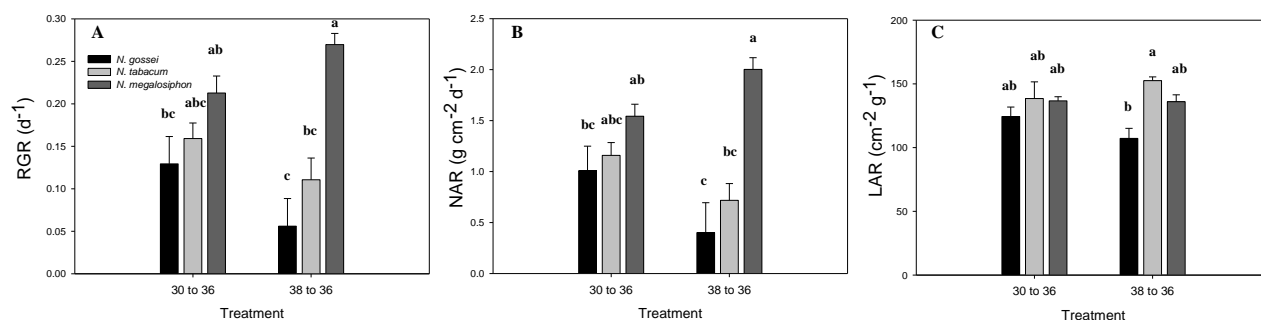 A
RGR (d-1)
0.30
0.25
0.20
0.15
0.10
0.05
0.00
N. gossei
N. tabacum
N. megalosiphon
bc
abc
ab
c
bc
a
30 to 36
38 to 36
Treatment
B
NAR (g cm-2 d-1)
2.5
2.0
1.5
1.0
0.5
0.0
bc
abc
ab
c
bc
a
30 to 36
38 to 36
Treatment
C
LAR (cm-2 g-1)
200
150
100
50
0
ab
ab
ab
b
a
ab
30 to 36
38 to 36
Treatment